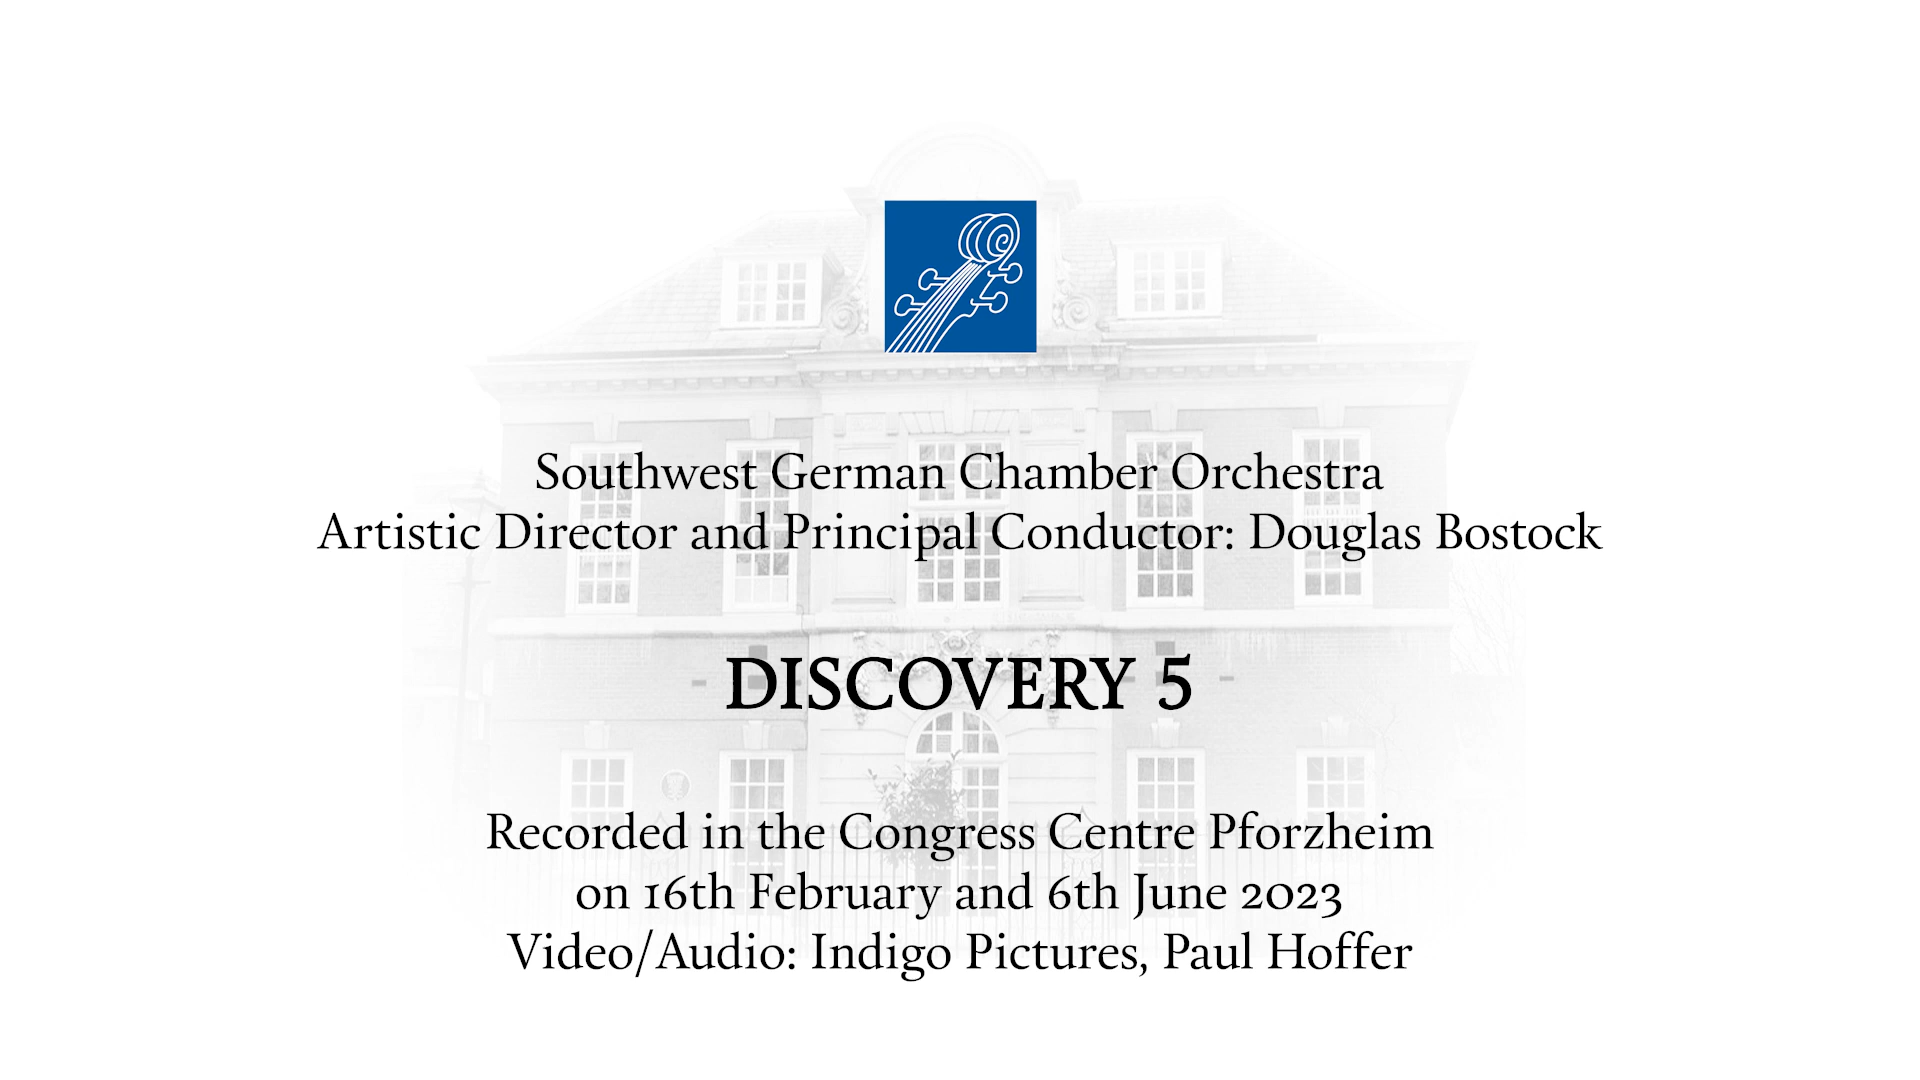 Southwest German Chamber Orchestra
Artistic Director and Principal Conductor: Douglas Bostock
DISCOVERY 5
Recorded in the Congress Centre Pforzheim
on 16th February and 6th June 2023
Video/Audio: Indigo Pictures, Paul Hoffer